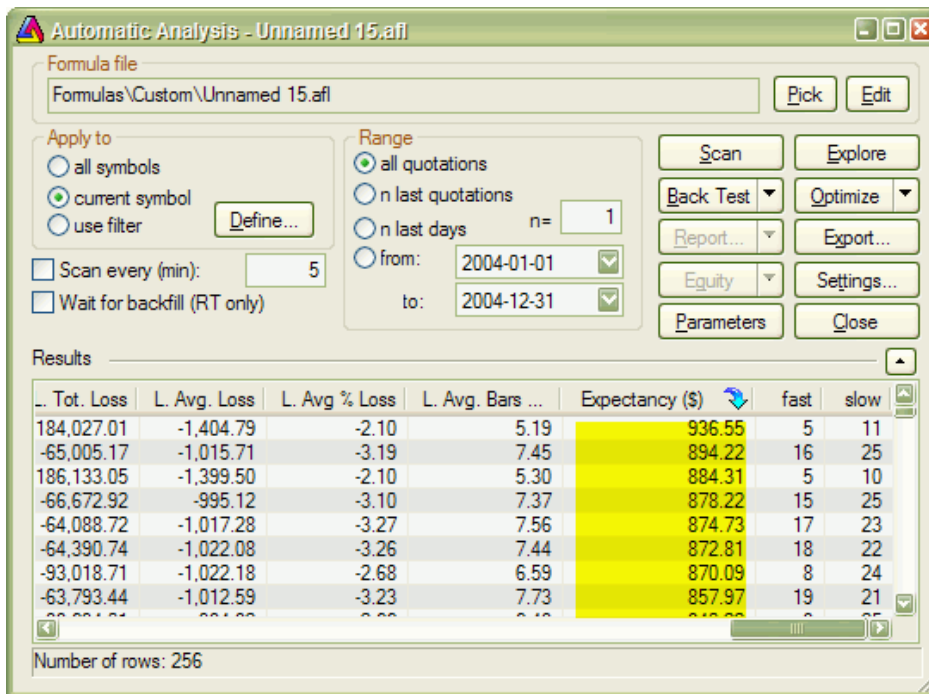 Automatic Analysis - Unnamed 15.afl
Formula file
Formulas\Custom\Unnamed 15.afl Pick Edit
Apply to
all symbols
current symbol
use filter Define...
Scan every (min): 5
Wait for backfill (RT only)
Range
all quotations
n last quotations
n last days n= 1
from: 2004-01-01
to: 2004-12-31
Scan Explore
Back Test Optimize
Report... Export...
Equity Settings...
Parameters Close
Results
.. Tot. Loss L. Avg. Loss L. Avg % Loss L. Avg. Bars ... Expectancy ($) fast slow
184,027.01 -1,404.79 -2.10 5.19 936.55 5 11
-65,005.17 -1,015.71 -3.19 7.45 894.22 16 25
186,133.05 -1,399.50 -2.10 5.30 884.31 5 10
-66,672.92 -995.12 -3.10 7.37 878.22 15 25
-64,088.72 -1,017.28 -3.27 7.56 874.73 17 23
-64,390.74 -1,022.08 -3.26 7.44 872.81 18 22
-93,018.71 -1,022.18 -2.68 6.59 870.09 8 24
-63,793.44 -1,012.59 -3.23 7.73 857.97 19 21
Number of rows: 256